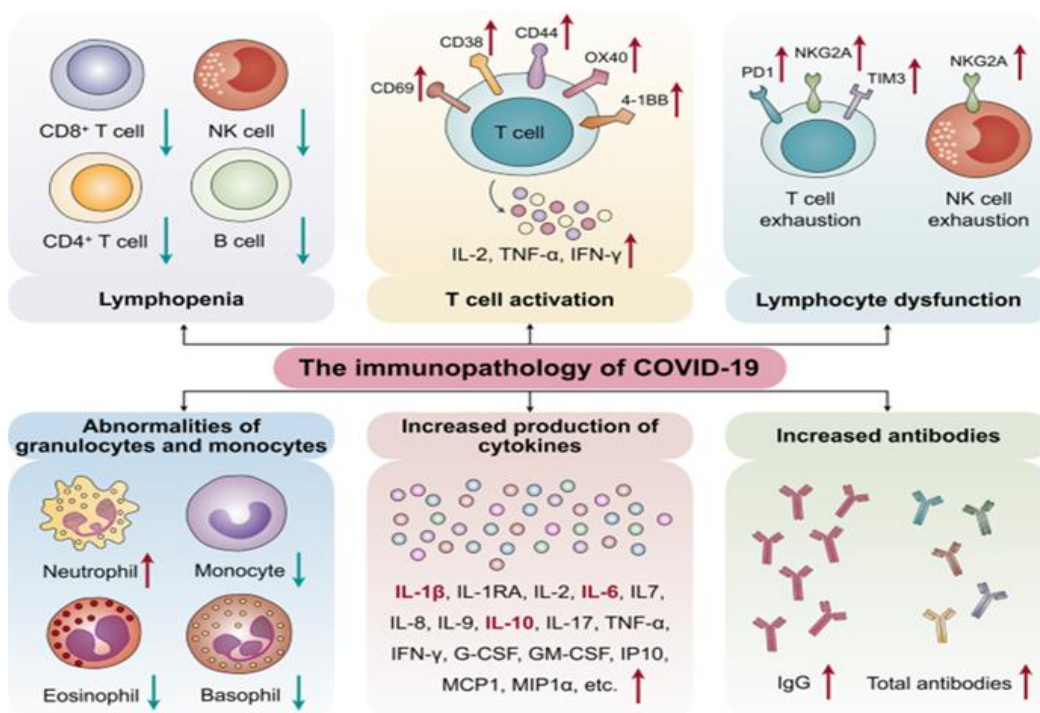 CD38
CD44
OX40
CD69
4-1BB
T cell
IL-2, TNF-α, IFN-γ
T cell activation
CD8⁺ T cell
NK cell
CD4⁺ T cell
B cell
Lymphopenia
PD1
NKG2A
TIM3
NKG2A
T cell
exhaustion
NK cell
exhaustion
Lymphocyte dysfunction
The immunopathology of COVID-19
Abnormalities of
granulocytes and monocytes
Neutrophil
Monocyte
Eosinophil
Basophil
Increased production of
cytokines
IL-1β, IL-1RA, IL-2, IL-6, IL7,
IL-8, IL-9, IL-10, IL-17, TNF-α,
IFN-γ, G-CSF, GM-CSF, IP10,
MCP1, MIP1α, etc.
Increased antibodies
IgG
Total antibodies